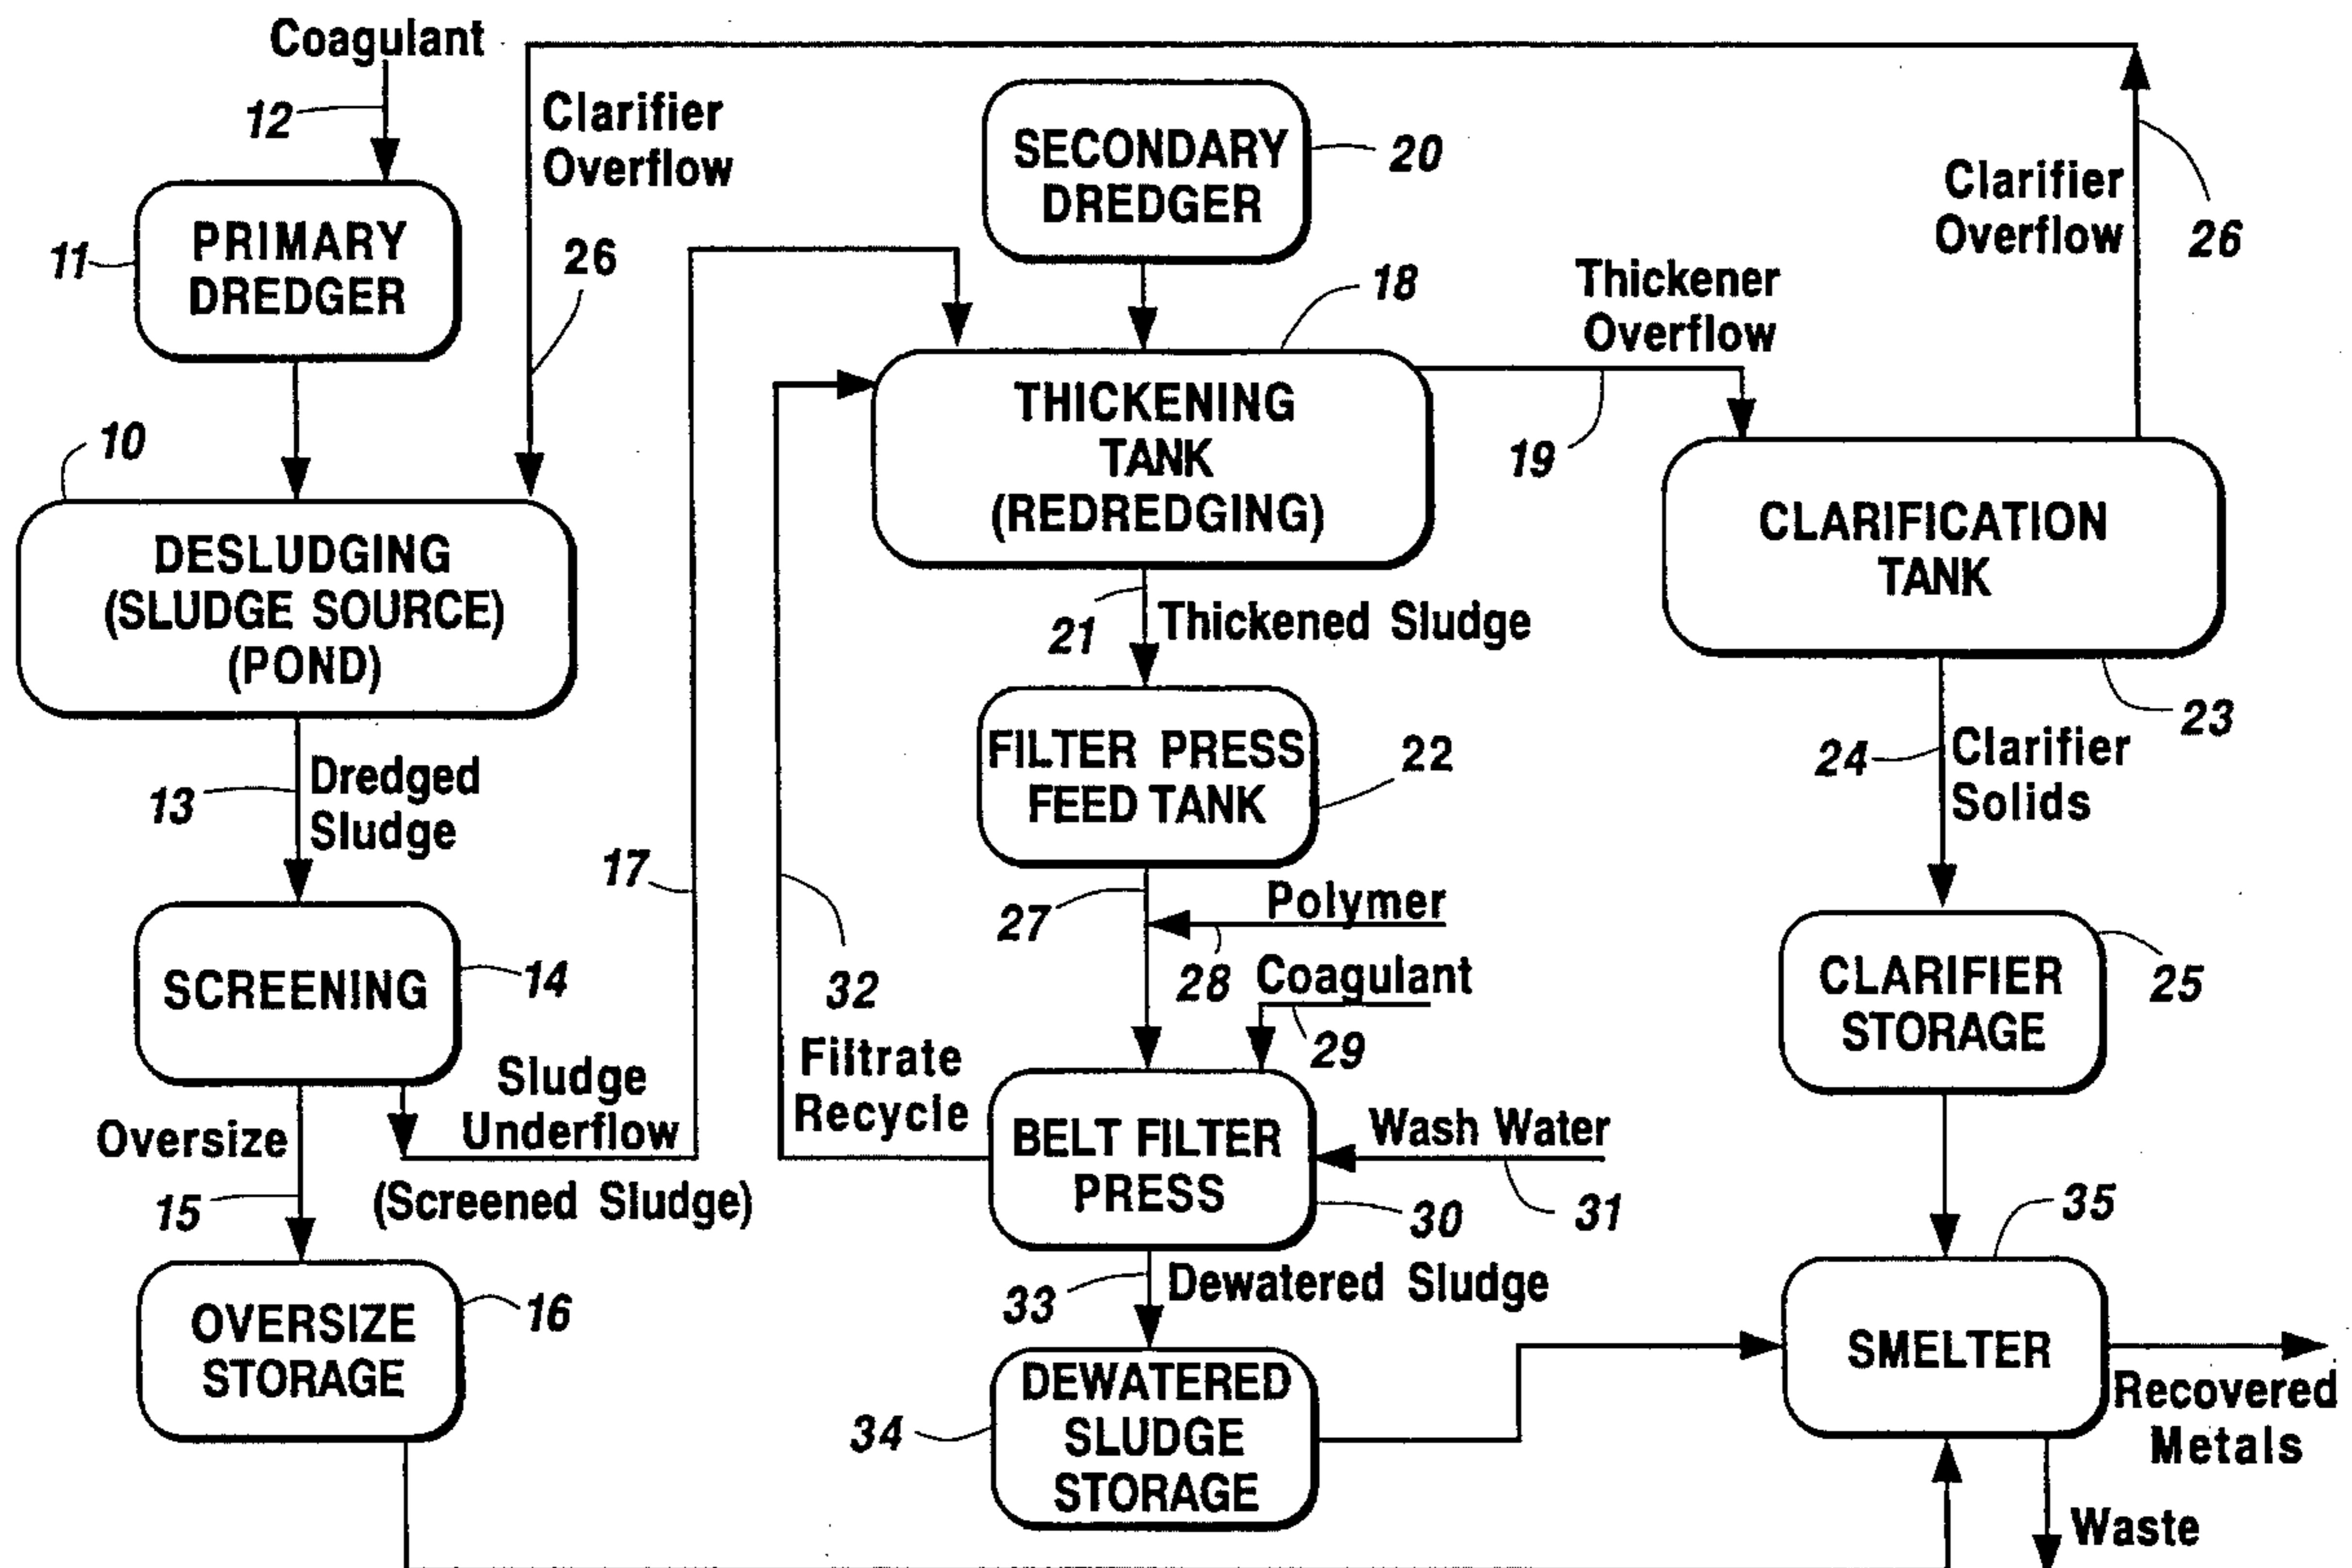 Coagulant
12
Clarifier
Overflow
PRIMARY
DREDGER
11
26
10
DESLUDGING
(SLUDGE SOURCE)
(POND)
13
Dredged
Sludge
SCREENING
14
Oversize
15
Sludge
Underflow
(Screened Sludge)
17
OVERSIZE
STORAGE
16
SECONDARY
DREDGER
20
18
THICKENING
TANK
(REDREDGING)
Thickener
Overflow
19
21
Thickened Sludge
FILTER PRESS
FEED TANK
22
27
Polymer
28
Coagulant
29
32
Filtrate
Recycle
BELT FILTER
PRESS
30
Wash Water
31
33
Dewatered Sludge
DEWATERED
SLUDGE
STORAGE
34
Clarifier
Overflow
26
CLARIFICATION
TANK
23
24
Clarifier
Solids
CLARIFIER
STORAGE
25
35
SMELTER
Recovered
Metals
Waste